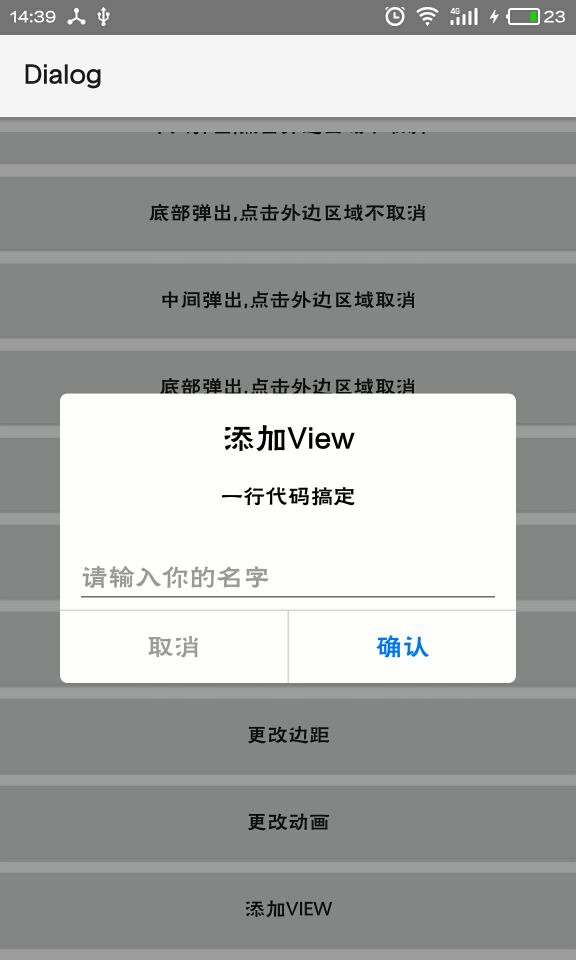 14:39 4G 23
Dialog
底部弹出,点击外边区域不取消
中间弹出,点击外边区域取消
底部弹出,点击外边区域取消
添加View
一行代码搞定
请输入你的名字
取消 确认
更改边距
更改动画
添加VIEW